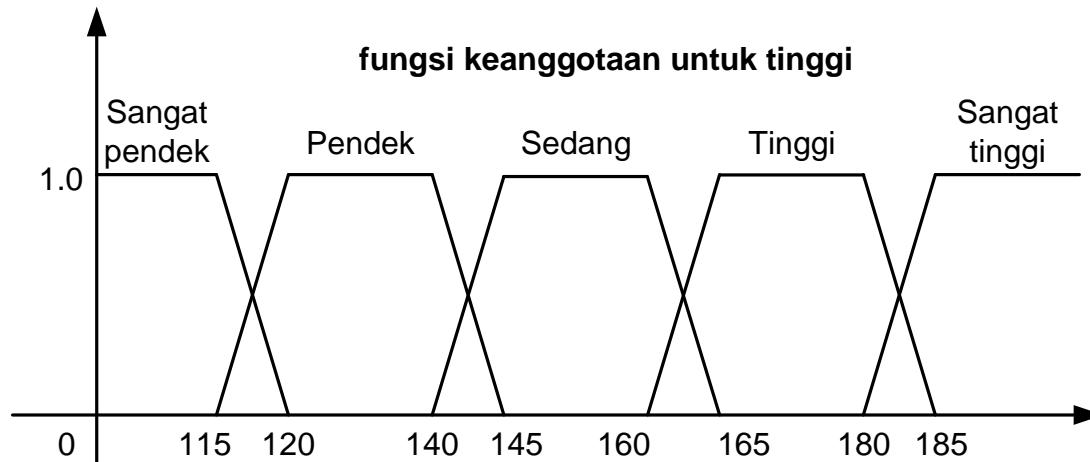 fungsi keanggotaan untuk tinggi
Sangat
pendek
Pendek
Sedang
Tinggi
Sangat
tinggi
1.0
0
115
120
140
145
160
165
180
185